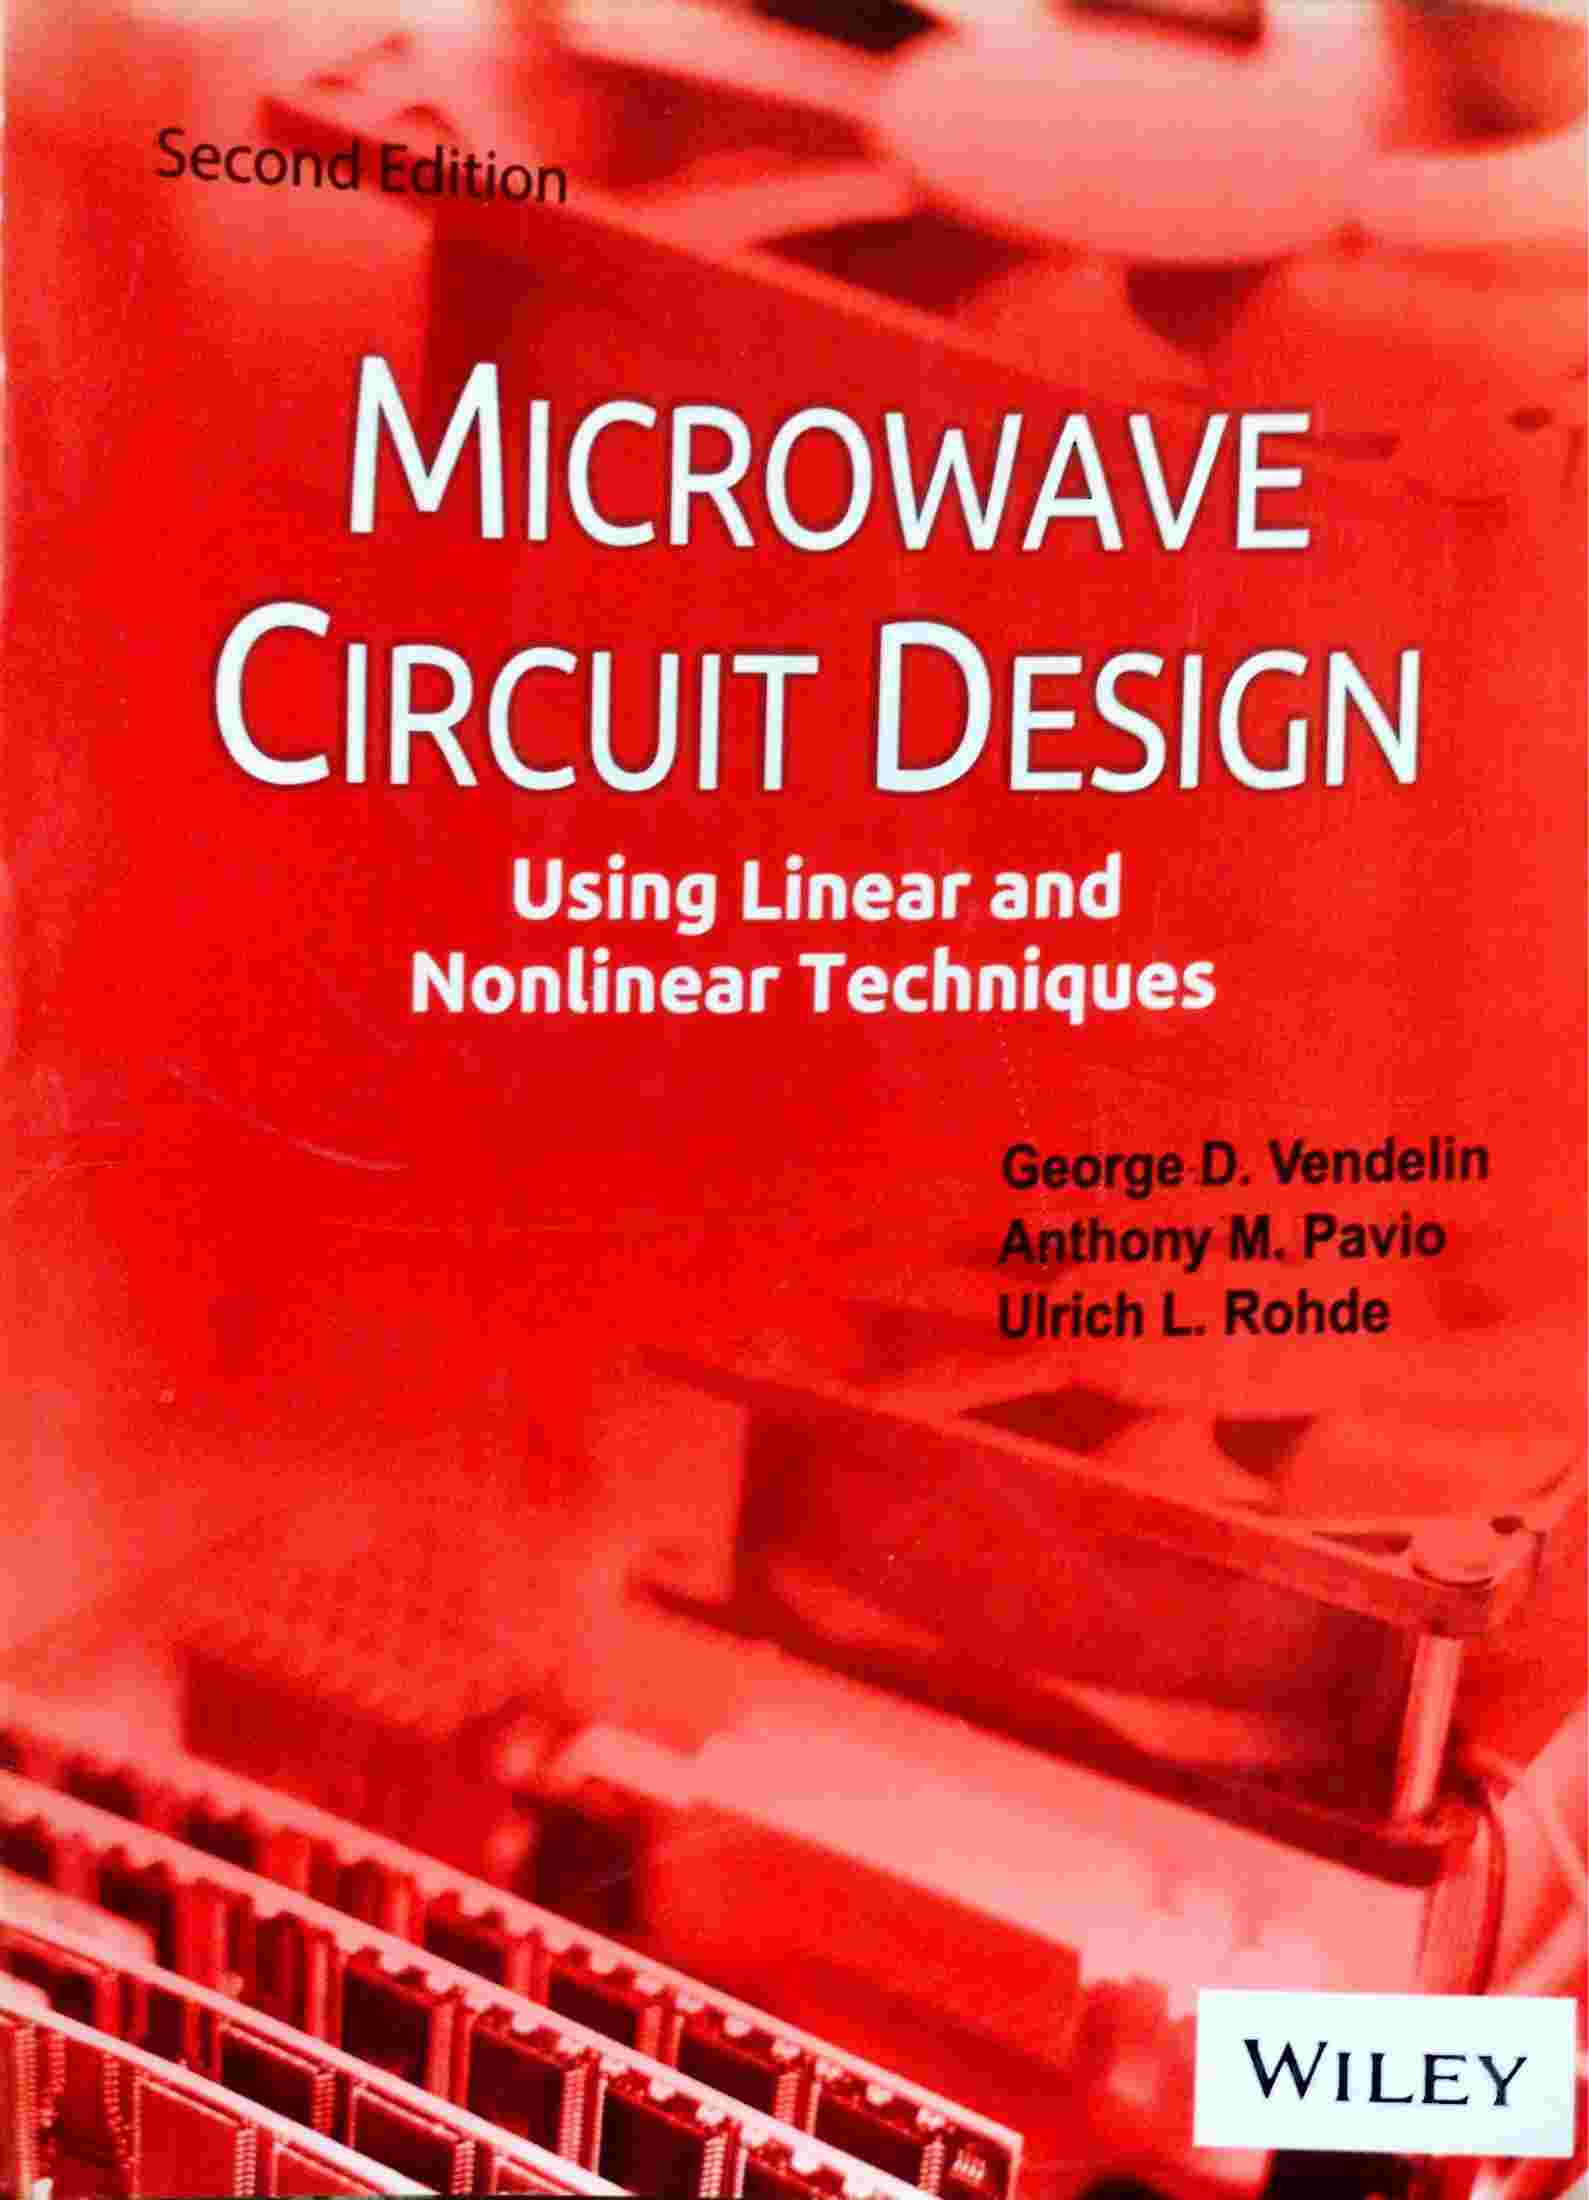 Second Edition
MICROWAVE
CIRCUIT DESIGN
Using Linear and
Nonlinear Techniques
George D. Vendelin
Anthony M. Pavio
Ulrich L. Rohde
WILEY